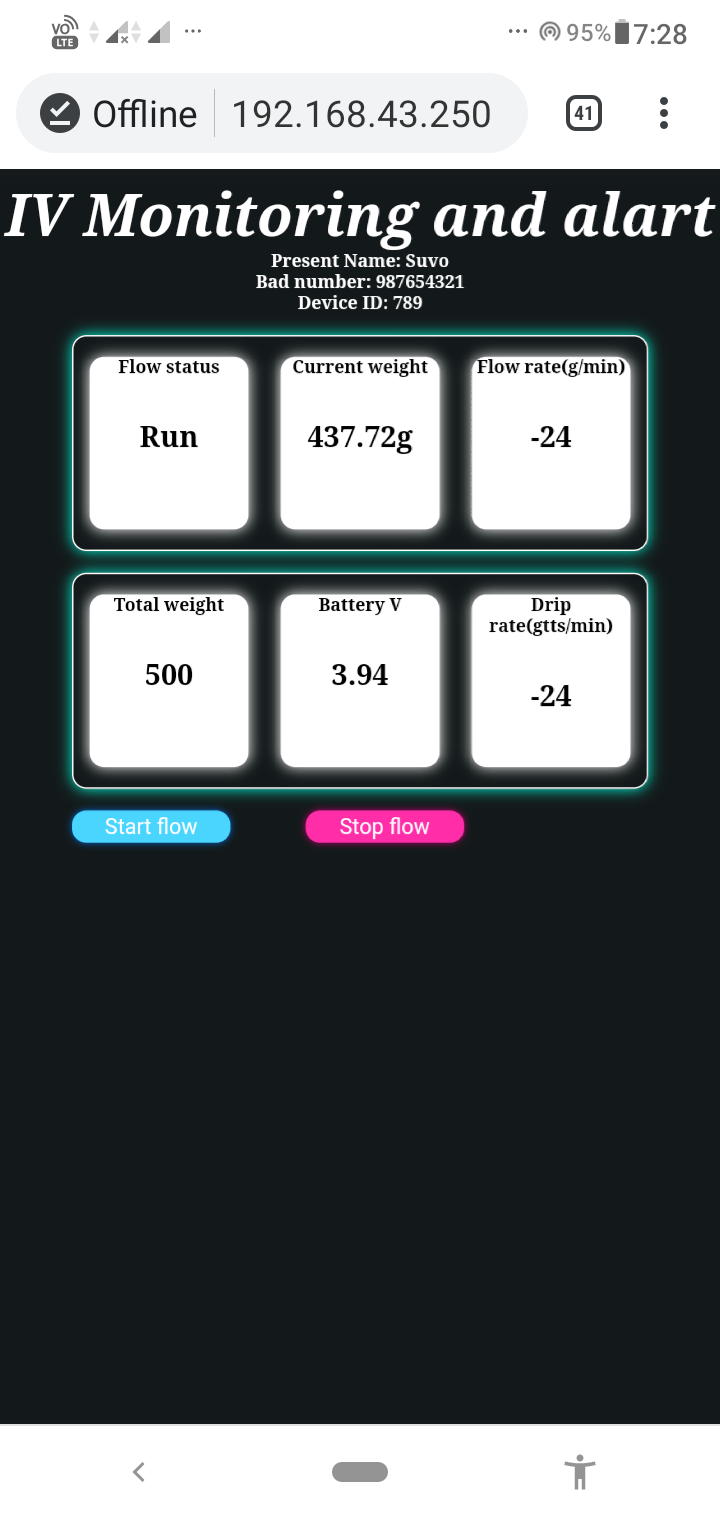 VO LTE ... ... 95% 7:28
Offline 192.168.43.250 41
IV Monitoring and alart
Present Name: Suvo
Bad number: 987654321
Device ID: 789
Flow status
Run
Current weight
437.72g
Flow rate(g/min)
-24
Total weight
500
Battery V
3.94
Drip
rate(gtts/min)
-24
Start flow
Stop flow